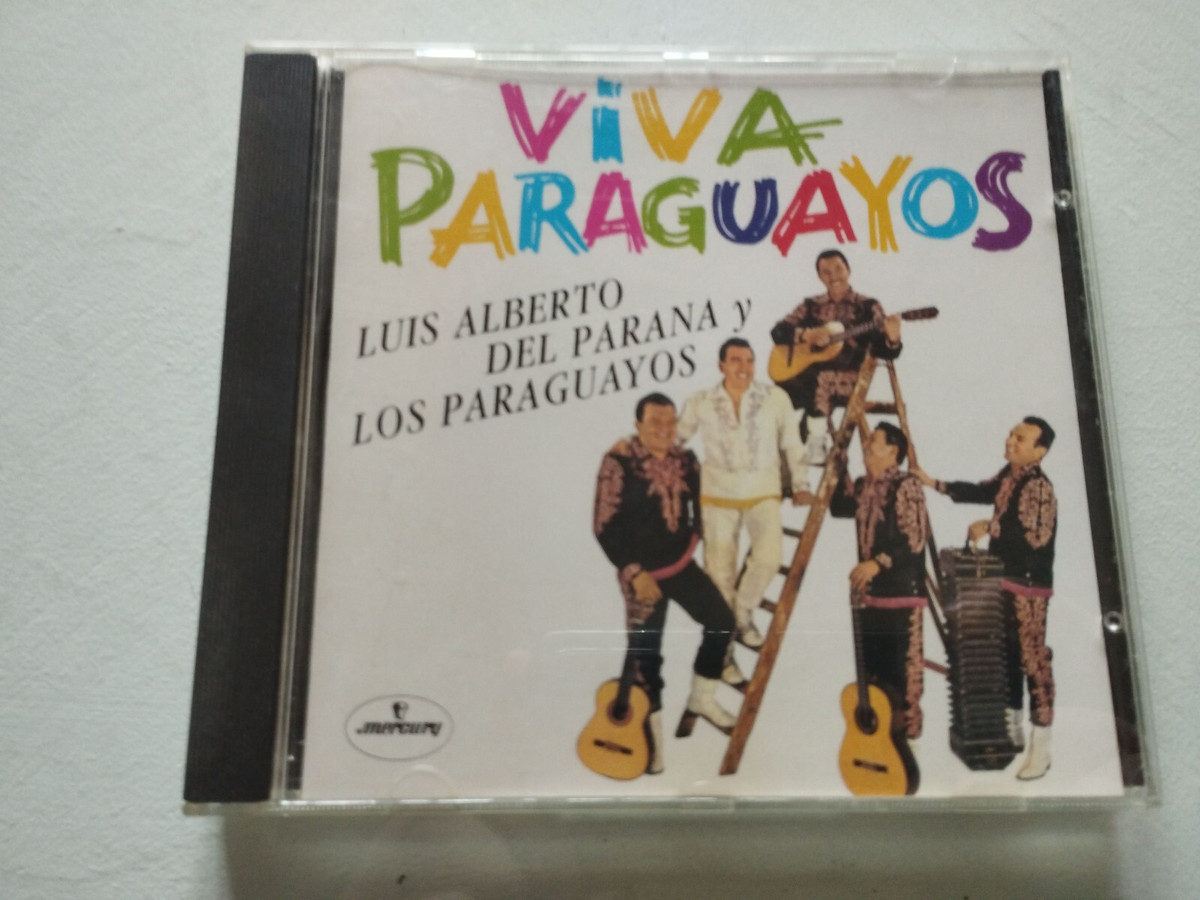 ViVA
PARAGUAYOS
LUIS ALBERTO
DEL PARANA y
LOS PARAGUAYOS
mercury